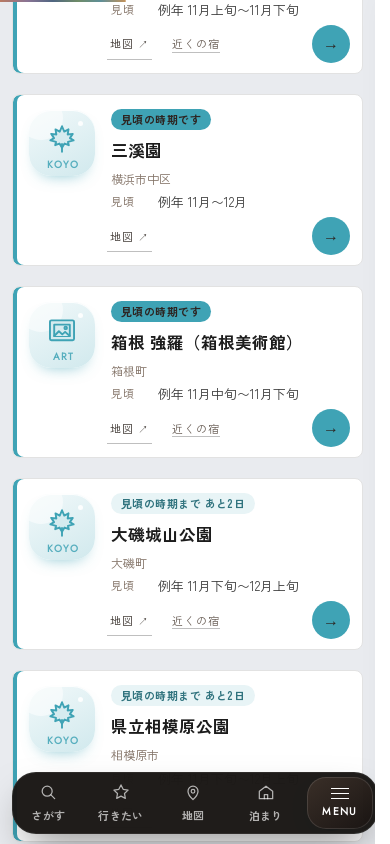 見頃 例年 11月上旬〜11月下旬
地図 ↗ 近くの宿
→
見頃の時期です
KOYO
三溪園
横浜市中区
見頃 例年 11月〜12月
地図 ↗
→
見頃の時期です
ART
箱根 強羅（箱根美術館）
箱根町
見頃 例年 11月中旬〜11月下旬
地図 ↗ 近くの宿
→
見頃の時期まで あと2日
KOYO
大磯城山公園
大磯町
見頃 例年 11月下旬〜12月上旬
地図 ↗ 近くの宿
→
見頃の時期まで あと2日
KOYO
県立相模原公園
相模原市
さがす 行きたい 地図 泊まり MENU